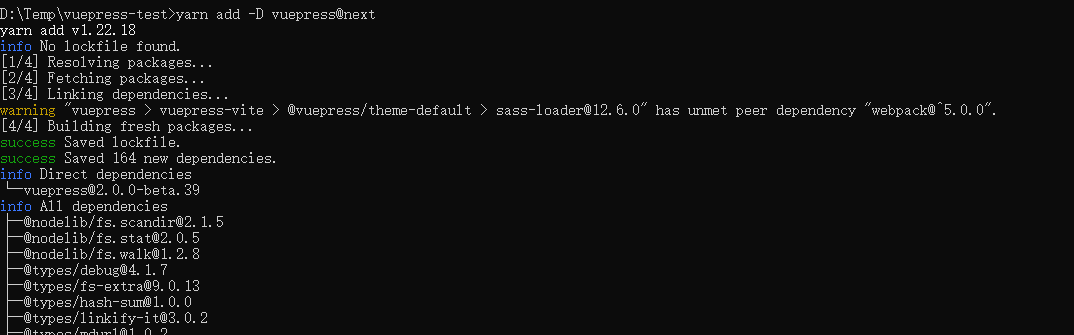 D:\Temp\vuepress-test>yarn add -D vuepress@next
yarn add v1.22.18
info No lockfile found.
[1/4] Resolving packages...
[2/4] Fetching packages...
[3/4] Linking dependencies...
warning "vuepress > vuepress-vite > @vuepress/theme-default > sass-loader@12.6.0" has unmet peer dependency "webpack@^5.0.0".
[4/4] Building fresh packages...
success Saved lockfile.
success Saved 164 new dependencies.
info Direct dependencies
└─vuepress@2.0.0-beta.39
info All dependencies
├─@nodelib/fs.scandir@2.1.5
├─@nodelib/fs.stat@2.0.5
├─@nodelib/fs.walk@1.2.8
├─@types/debug@4.1.7
├─@types/fs-extra@9.0.13
├─@types/hash-sum@1.0.0
├─@types/linkify-it@3.0.2
├─@types/mdurl@1.0.2